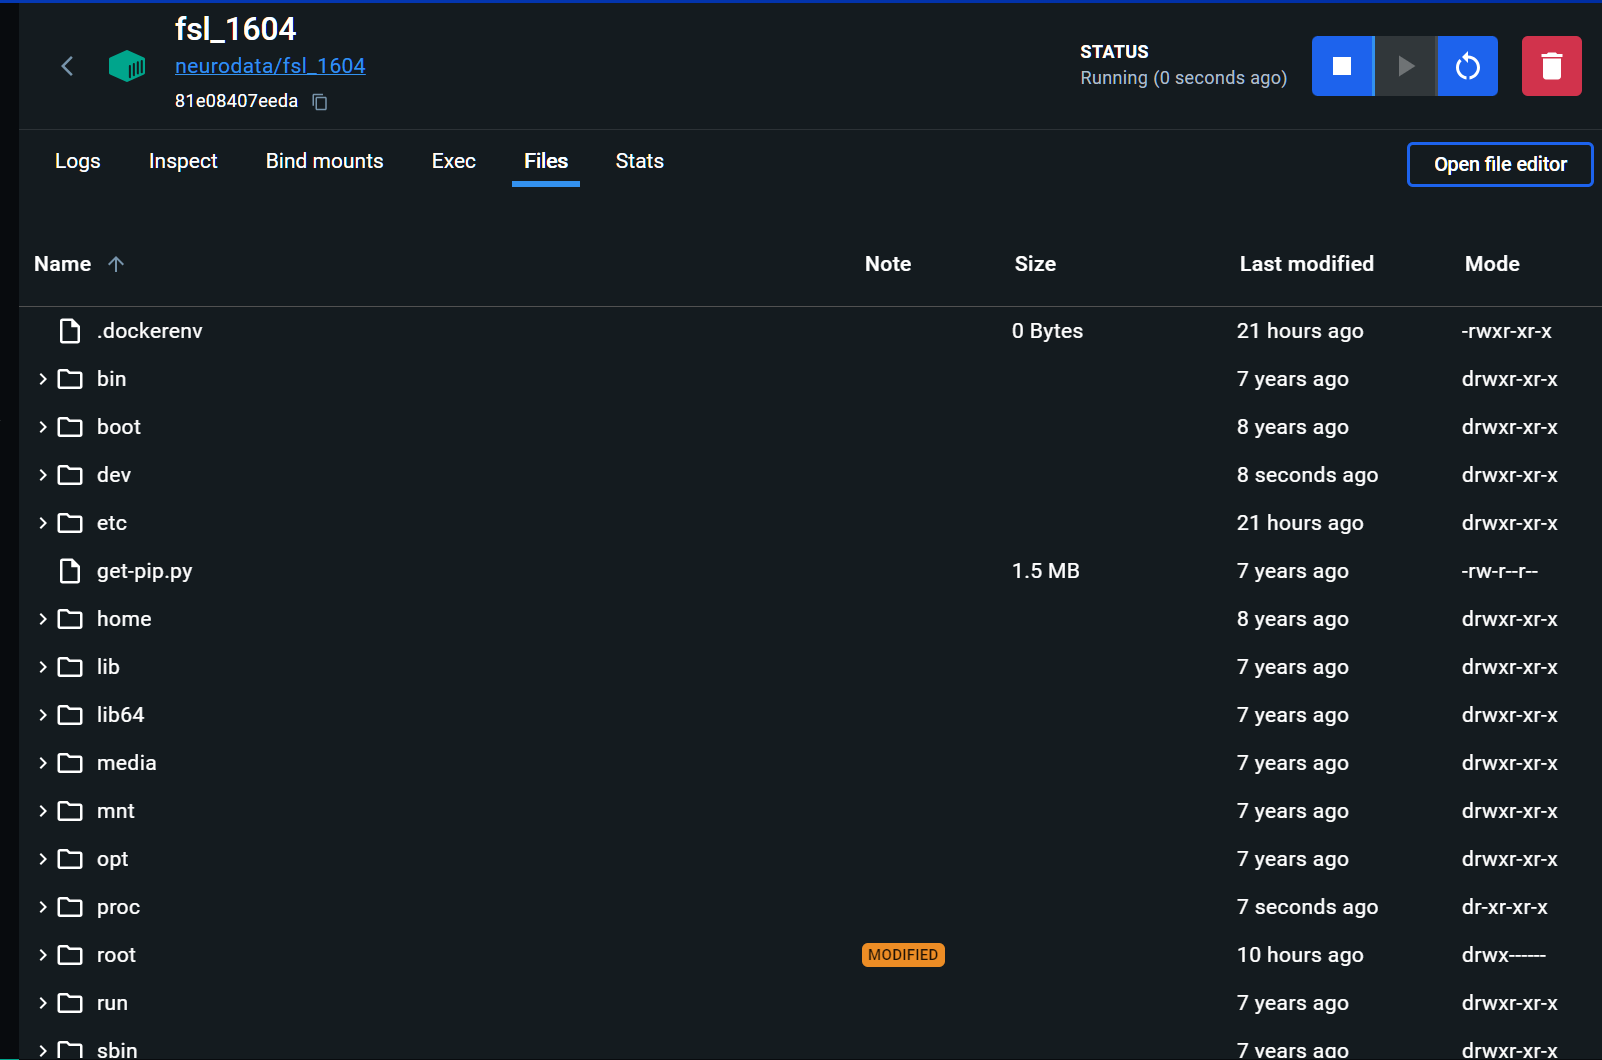 fsl_1604
neurodata/fsl_1604
81e08407eeda
STATUS
Running (0 seconds ago)
Logs Inspect Bind mounts Exec Files Stats Open file editor
Name Note Size Last modified Mode
.dockerenv 0 Bytes 21 hours ago -rwxr-xr-x
bin 7 years ago drwxr-xr-x
boot 8 years ago drwxr-xr-x
dev 8 seconds ago drwxr-xr-x
etc 21 hours ago drwxr-xr-x
get-pip.py 1.5 MB 7 years ago -rw-r--r--
home 8 years ago drwxr-xr-x
lib 7 years ago drwxr-xr-x
lib64 7 years ago drwxr-xr-x
media 7 years ago drwxr-xr-x
mnt 7 years ago drwxr-xr-x
opt 7 years ago drwxr-xr-x
proc 7 seconds ago dr-xr-xr-x
root MODIFIED 10 hours ago drwx------
run 7 years ago drwxr-xr-x
sbin 7 years ago drwxr-xr-x